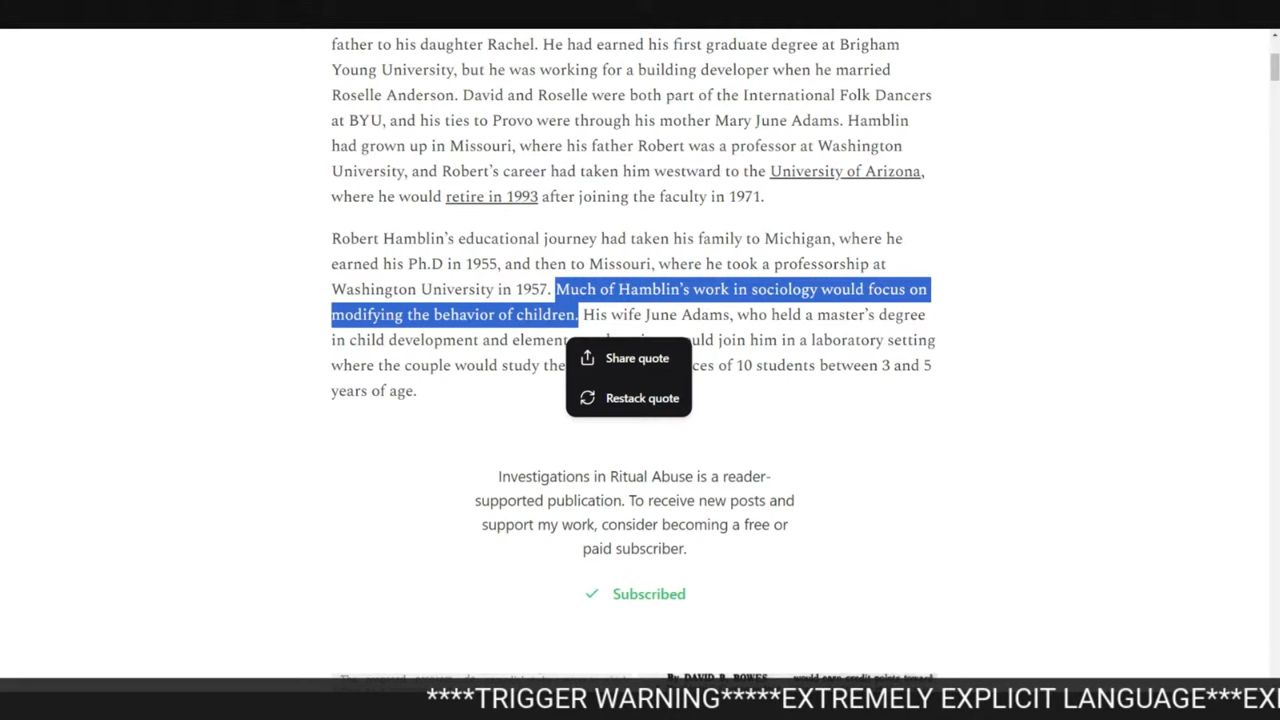 father to his daughter Rachel. He had earned his first graduate degree at Brigham
Young University, but he was working for a building developer when he married
Roselle Anderson. David and Roselle were both part of the International Folk Dancers
at BYU, and his ties to Provo were through his mother Mary June Adams. Hamblin
had grown up in Missouri, where his father Robert was a professor at Washington
University, and Robert’s career had taken him westward to the University of Arizona,
where he would retire in 1993 after joining the faculty in 1971.
Robert Hamblin’s educational journey had taken his family to Michigan, where he
earned his Ph.D in 1955, and then to Missouri, where he took a professorship at
Washington University in 1957. Much of Hamblin’s work in sociology would focus on
modifying the behavior of children. His wife June Adams, who held a master’s degree
in child development and join him in a laboratory setting
where the couple would study the of 10 students between 3 and 5
years of age.
Share quote
Restack quote
Investigations in Ritual Abuse is a reader-
supported publication. To receive new posts and
support my work, consider becoming a free or
paid subscriber.
Subscribed
By DAVID R. BOWES
****TRIGGER WARNING*****EXTREMELY EXPLICIT LANGUAGE***EX